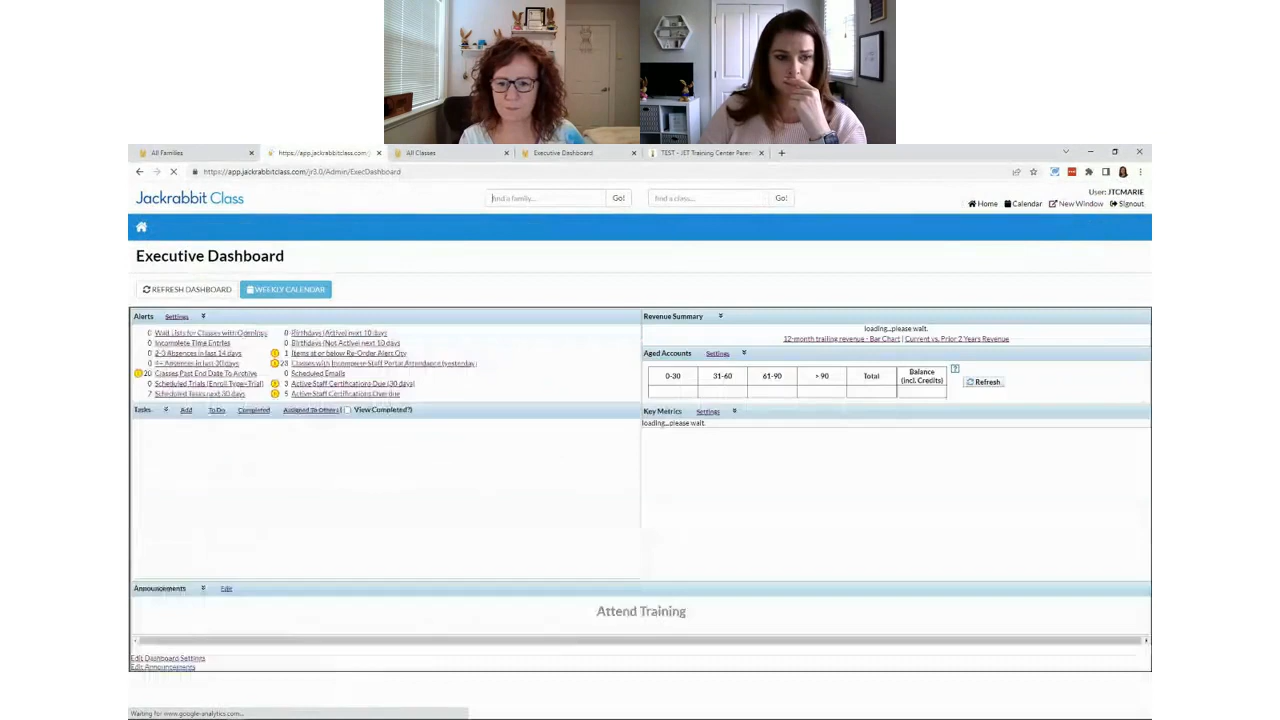 All Families
https://app.jackrabbitclass.com/
All Classes
Executive Dashboard
TEST - JET Training Center Paren
https://app.jackrabbitclass.com/jr3.0/Admin/ExecDashboard
Jackrabbit Class
Find a family...
Go!
Find a class...
Go!
User: JTCMARIE
Home
Calendar
New Window
Signout
Executive Dashboard
REFRESH DASHBOARD
WEEKLY CALENDAR
Alerts Settings
0 Wait Lists for Classes with Openings
0 Incomplete Time Entries
0 2-3 Absences in last 14 days
0 4+ Absences in last 30 days
20 Classes Past End Date To Archive
0 Scheduled Trials (Enroll Type=Trial)
7 Scheduled Tasks next 30 days
0 Birthdays (Active) next 10 days
0 Birthdays (Not Active) next 10 days
1 Items at or below Re-Order Alert Qty
Classes with Incomplete Staff Portal Attendance (yesterday)
0 Scheduled Emails
3 Active Staff Certifications Due (30 days)
5 Active Staff Certifications Overdue
Revenue Summary
loading...please wait.
12-month trailing revenue - Bar Chart | Current vs. Prior 2 Years Revenue
Aged Accounts Settings
0-30 31-60 61-90 > 90 Total Balance
(incl. Credits)
? Refresh
Tasks Add To Do Completed Assigned To Others ( View Completed?)
Key Metrics Settings
loading...please wait.
Announcements Edit
Attend Training
Edit Dashboard Settings
Edit Announcements
Waiting for www.google-analytics.com...